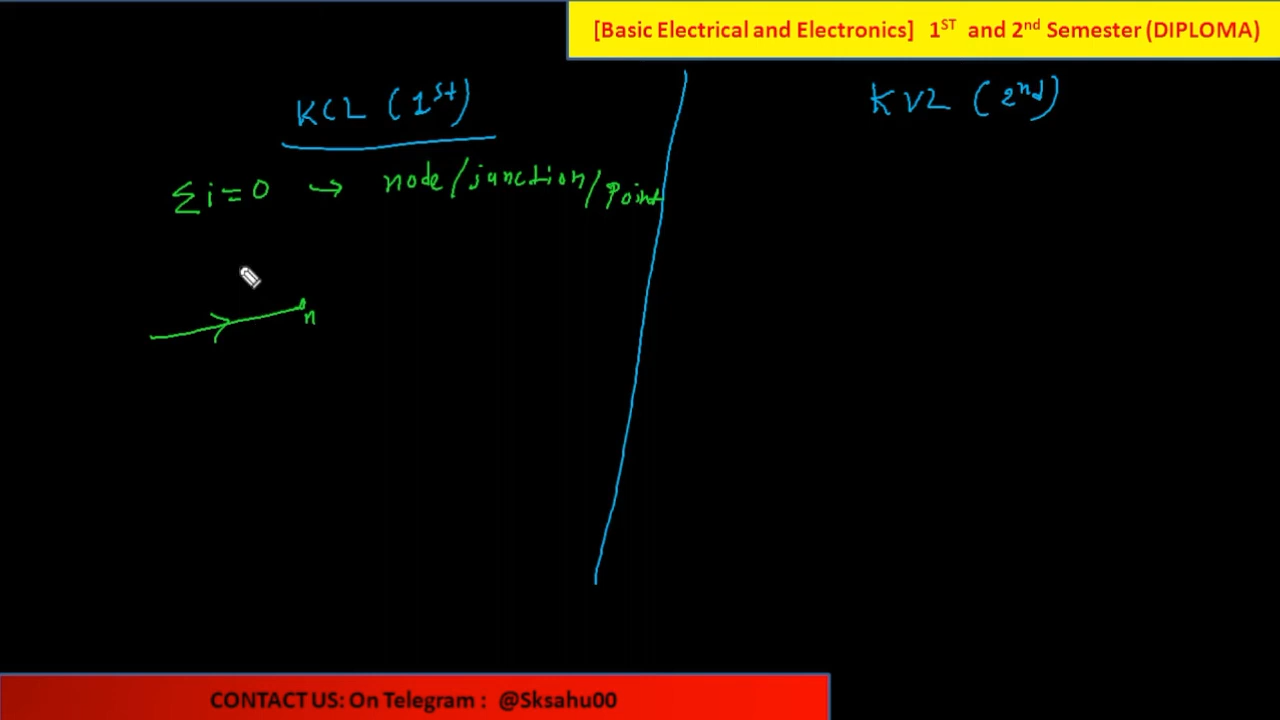 [Basic Electrical and Electronics] 1ST and 2nd Semester (DIPLOMA)
KCL (1st)
KVL (2nd)
Σi=0 → node/junction/Point
n
CONTACT US: On Telegram : @Sksahu00